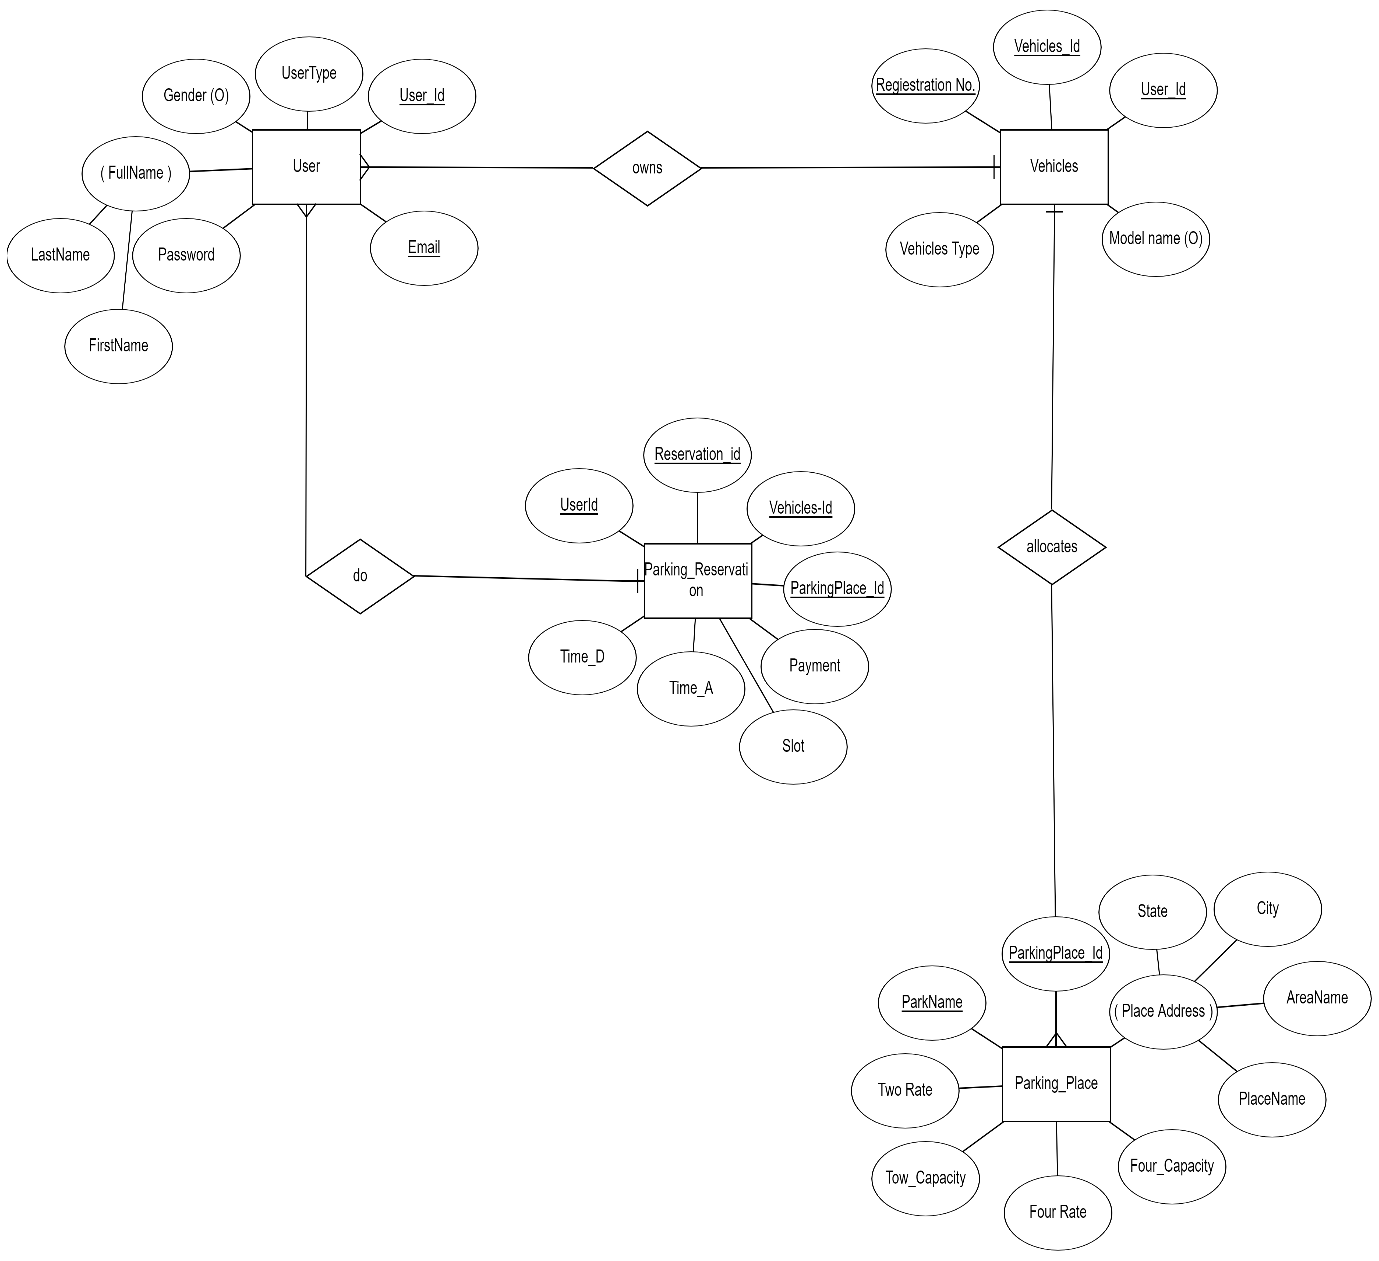 Vehicles_Id
UserType
Gender (O)
User_Id
Regiestration No.
User_Id
User
owns
Vehicles
( FullName )
LastName
Password
Email
Vehicles Type
Model name (O)
FirstName
Reservation_id
UserId
Vehicles-Id
Parking_Reservati
on
ParkingPlace_Id
do
allocates
Time_D
Time_A
Payment
Slot
State
City
ParkingPlace_Id
ParkName
( Place Address )
AreaName
Two Rate
Parking_Place
PlaceName
Tow_Capacity
Four Rate
Four_Capacity